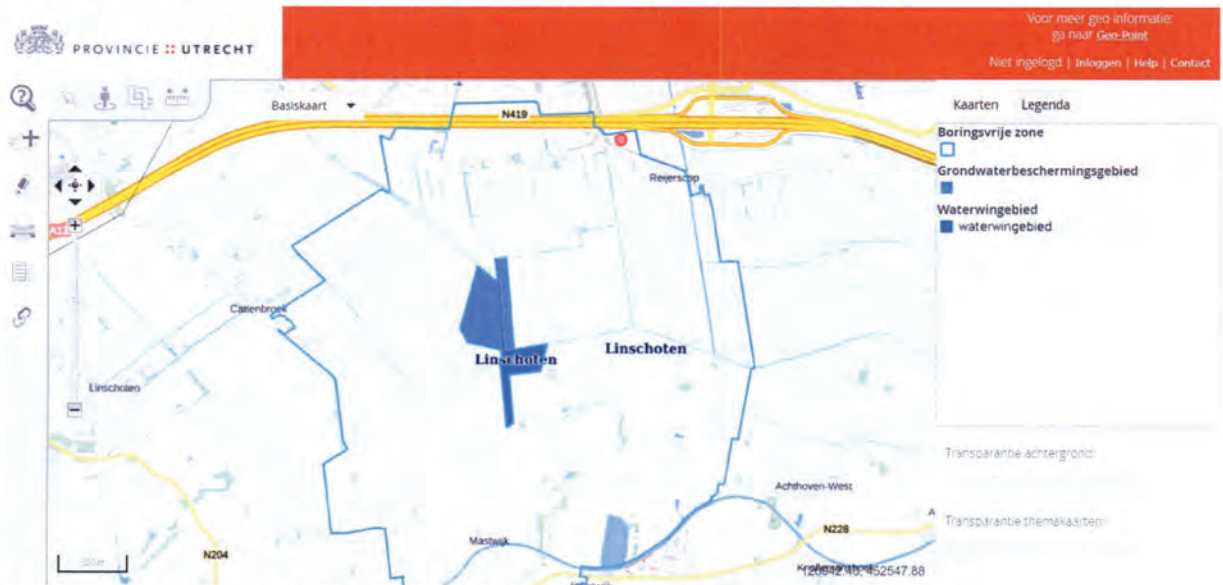 PROVINCIE :: UTRECHT
Voor meer geo-informatie:
ga naar Geo-Point
Niet ingelogd | Inloggen | Help | Contact
Basiskaart
N419
Kaarten Legenda
Boringsvrije zone
Grondwaterbeschermingsgebied
Waterwingebied
waterwingebied
Reijerscop
A12
Cattenbroek
Linschoten
Linschoten
Linschoten
Transparantie achtergrond:
Achthoven-West
Transparantie themakaarten:
N228
Mastwijk
N204